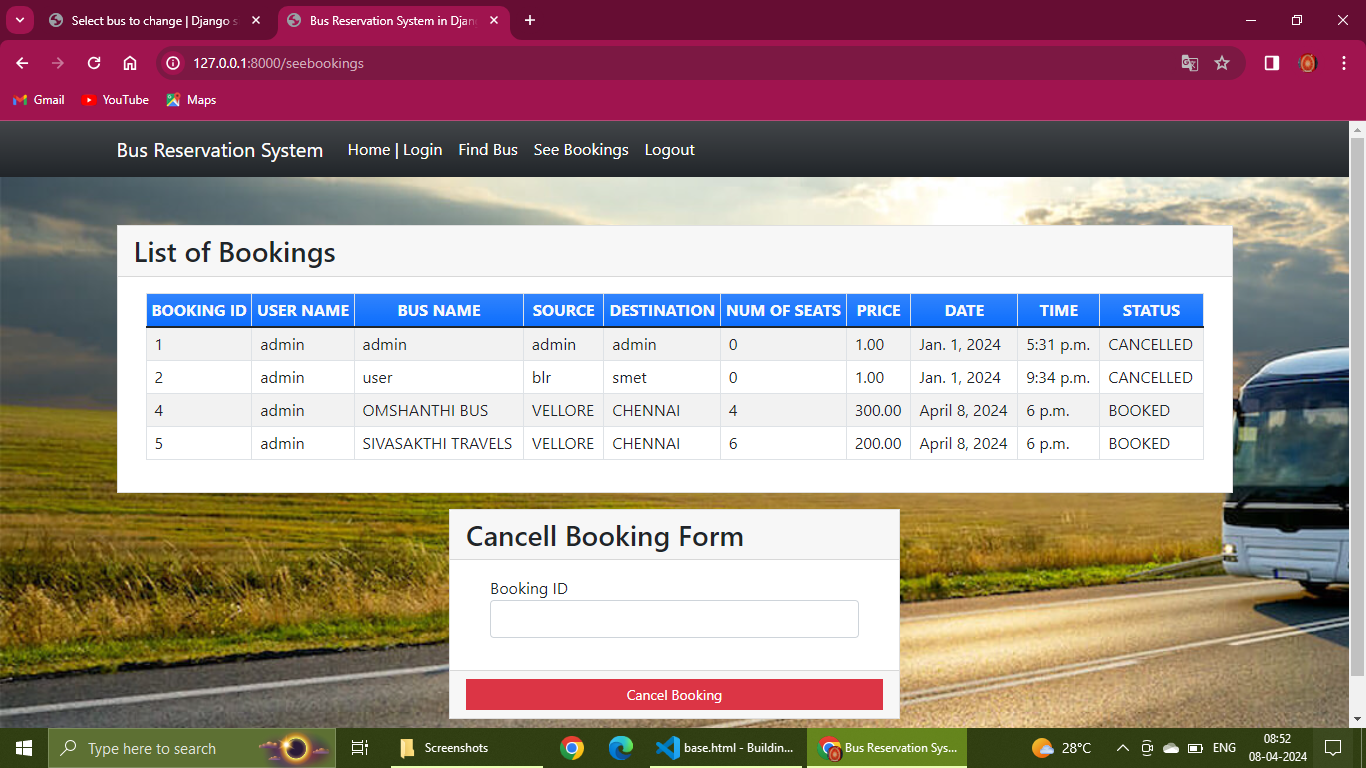 Select bus to change | Django s
Bus Reservation System in Djan
127.0.0.1:8000/seebookings
Gmail YouTube Maps
Bus Reservation System Home | Login Find Bus See Bookings Logout
List of Bookings
BOOKING ID USER NAME BUS NAME SOURCE DESTINATION NUM OF SEATS PRICE DATE TIME STATUS
1 admin admin admin admin 0 1.00 Jan. 1, 2024 5:31 p.m. CANCELLED
2 admin user blr smet 0 1.00 Jan. 1, 2024 9:34 p.m. CANCELLED
4 admin OMSHANTHI BUS VELLORE CHENNAI 4 300.00 April 8, 2024 6 p.m. BOOKED
5 admin SIVASAKTHI TRAVELS VELLORE CHENNAI 6 200.00 April 8, 2024 6 p.m. BOOKED
Cancell Booking Form
Booking ID
Cancel Booking
Type here to search
Screenshots
base.html - Buildin...
Bus Reservation Sys...
28°C
ENG
08:52
08-04-2024